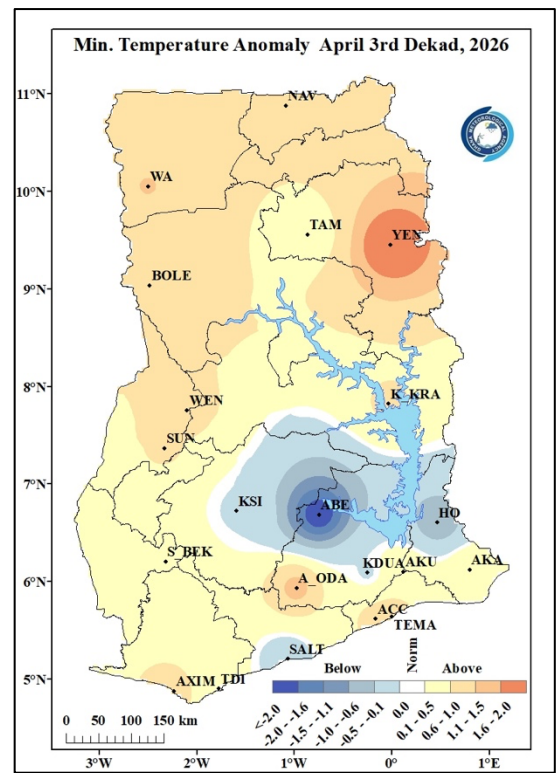 Min. Temperature Anomaly April 3rd Dekad, 2026
11°N
10°N
9°N
8°N
7°N
6°N
5°N
NAV
WA
TAM
YEN
BOLE
WEN
K_KRA
SUN
KSI
ABE
HO
S_BEK
KDUA
AKU
AKA
A_ODA
ACC
TEMA
SALT
AXIM
TDI
Below
Norm
Above
<-2.0
-2.0 - -1.6
-1.5 - -1.1
-1.0 - -0.6
-0.5 - -0.1
0.0
0.1 - 0.5
0.6 - 1.0
1.1 - 1.5
1.6 - 2.0
0 50 100 150 km
3°W
2°W
1°W
0°
1°E